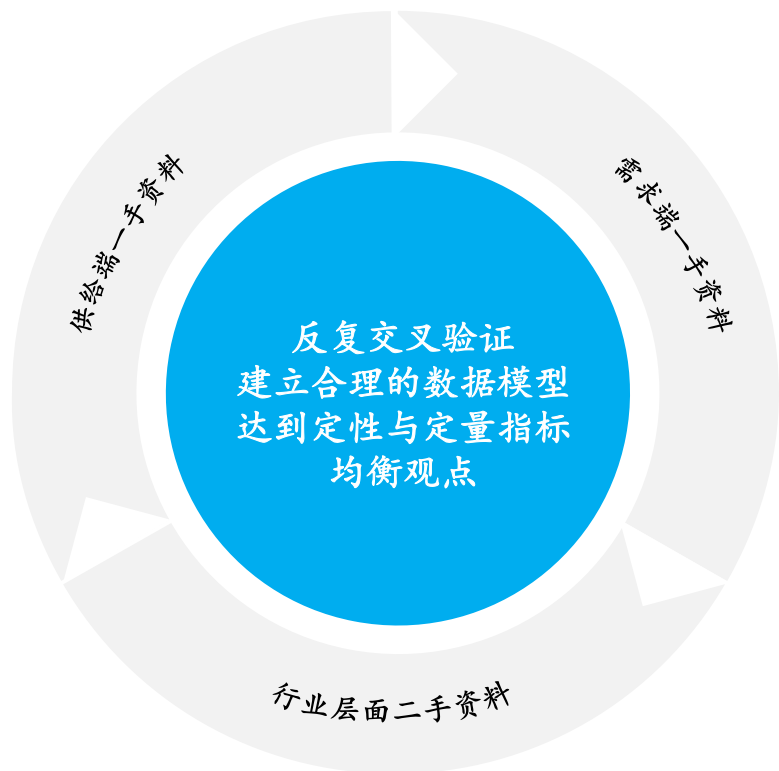 供给端一手资料
需求端一手资料
反复交叉验证
建立合理的数据模型
达到定性与定量指标
均衡观点
行业层面二手资料